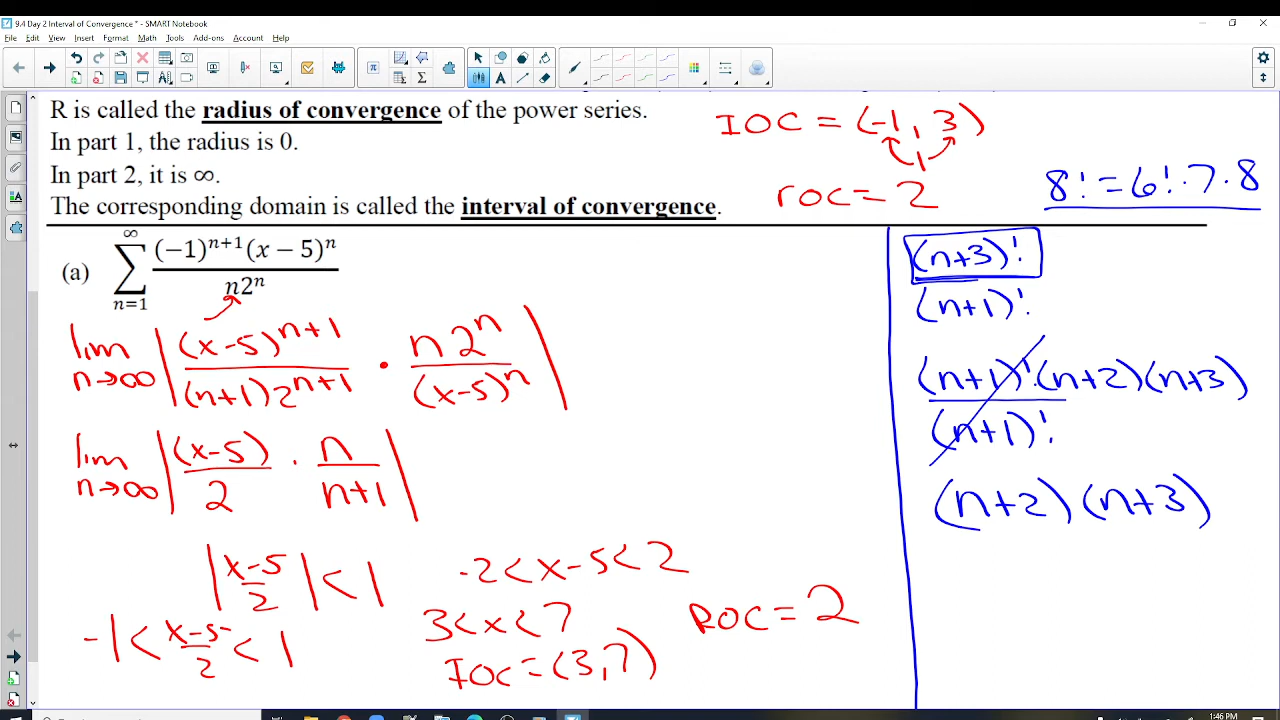 9.4 Day 2 Interval of Convergence * - SMART Notebook
File Edit View Insert Format Math Tools Add-ons Account Help
R is called the radius of convergence of the power series.
In part 1, the radius is 0.
In part 2, it is ∞.
The corresponding domain is called the interval of convergence.
IOC = (-1, 3)
1
roc = 2
8! = 6!·7·8
(a) ∑_{n=1}^{∞} (−1)^{n+1}(x − 5)^n / n2^n
lim n→∞ | (x-5)^{n+1} / (n+1)2^{n+1} · n2^n / (x-5)^n |
lim n→∞ | (x-5)/2 · n/(n+1) |
|x-5 / 2| < 1
-1 < x-5 / 2 < 1
-2 < x-5 < 2
3 < x < 7
IOC = (3,7)
ROC = 2
(n+3)!
(n+1)!
(n+1)!(n+2)(n+3)
(n+1)!
(n+2)(n+3)
1:46 PM